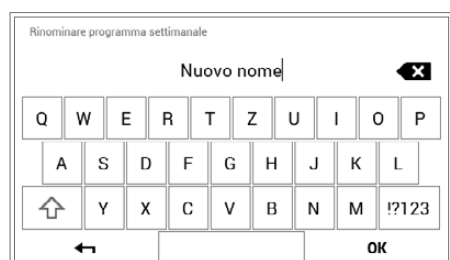 Rinominare programma settimanale
Nuovo nome
Q W E R T Z U I O P
A S D F G H J K L
Y X C V B N M !?123
OK